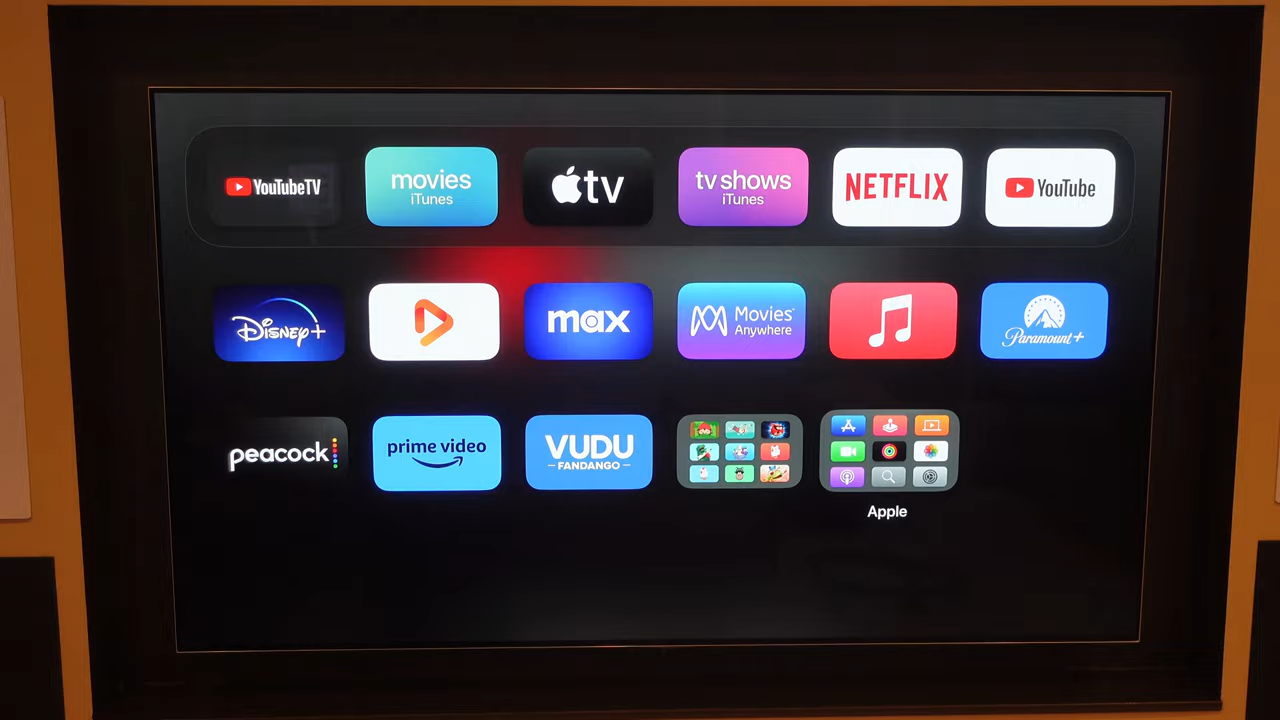 YouTubeTV
movies
iTunes
tv
tv shows
iTunes
NETFLIX
YouTube
Disney+
max
Movies
Anywhere
Paramount+
peacock
prime video
VUDU
FANDANGO
Apple